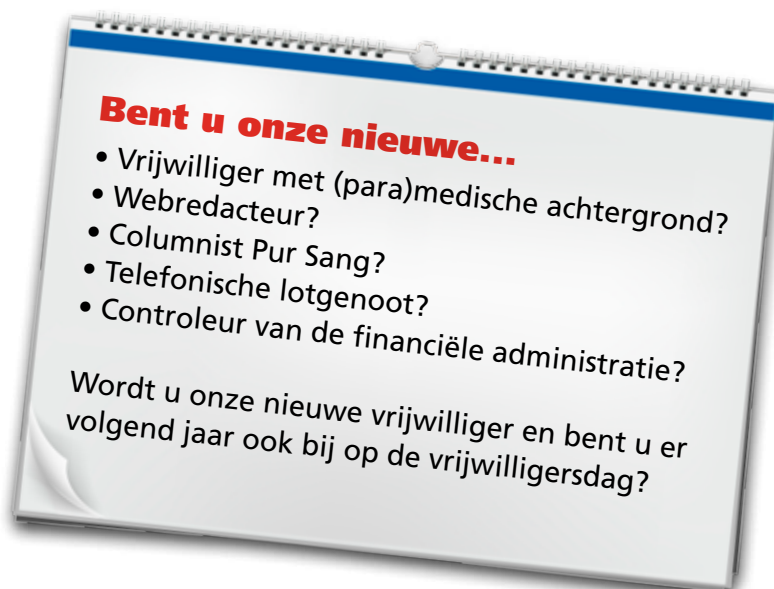 Bent u onze nieuwe...
• Vrijwilliger met (para)medische achtergrond?
• Webredacteur?
• Columnist Pur Sang?
• Telefonische lotgenoot?
• Controleur van de financiële administratie?
Wordt u onze nieuwe vrijwilliger en bent u er
volgend jaar ook bij op de vrijwilligersdag?